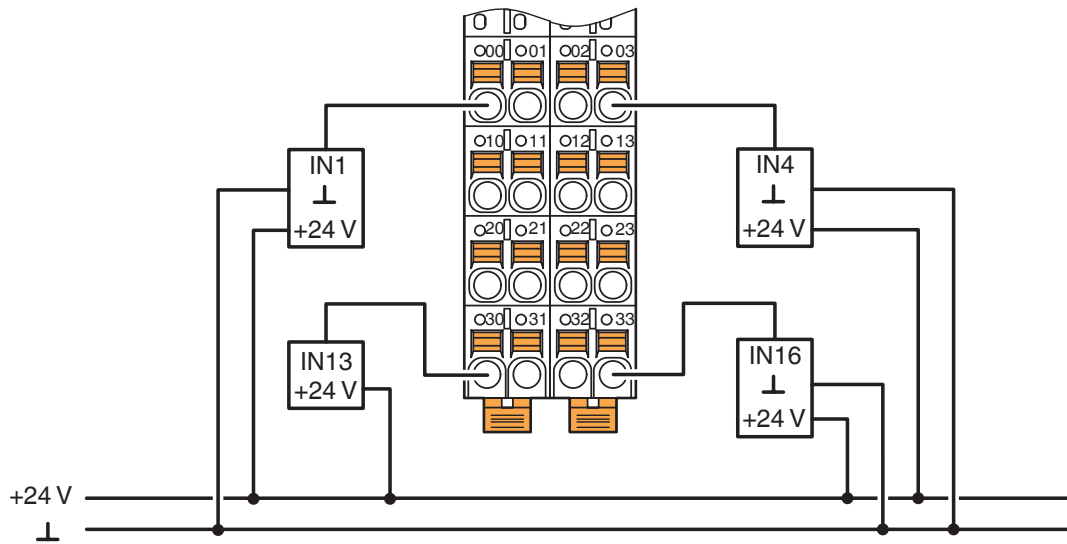 00 01 02 03
10 11 12 13
IN1
⊥
+24 V
IN4
⊥
+24 V
20 21 22 23
30 31 32 33
IN13
+24 V
IN16
⊥
+24 V
+24 V
⊥